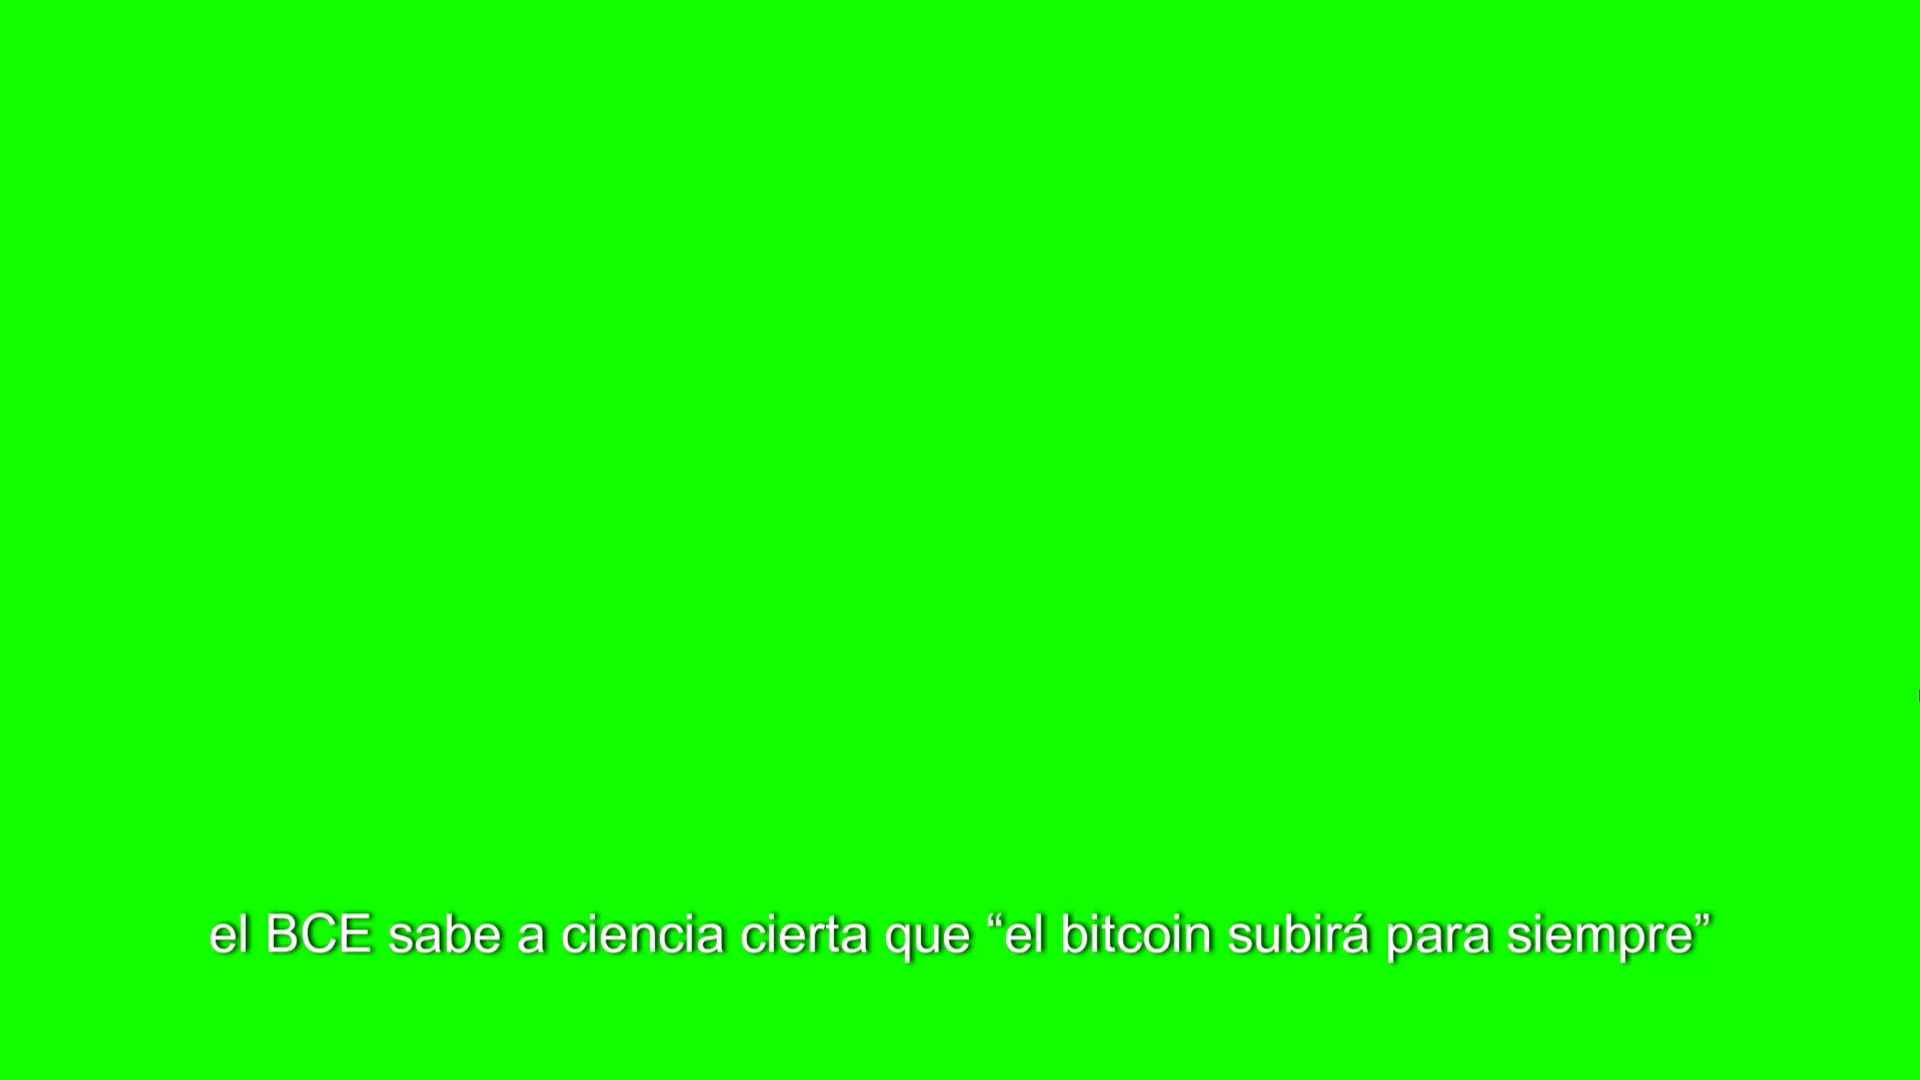 el BCE sabe a ciencia cierta que “el bitcoin subirá para siempre”